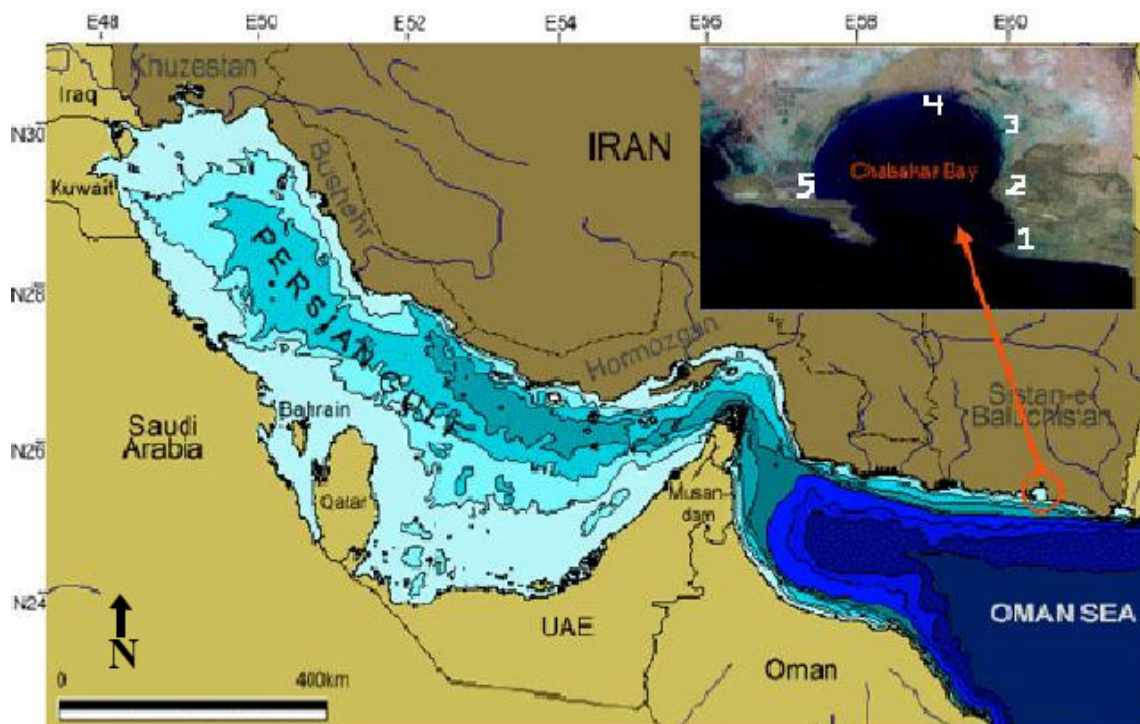 E48 E50 E52 E54 E56 E58 E60
Khuzestan
Iraq
N30
Kuwait
Bushehr
IRAN
4
3
Chabahar Bay
5
2
1
N28
PERSIAN GULF
Hormozgan
Sistan-e-
Baluchistan
Saudi
Arabia
Bahrain
N26
Qatar
Musan-
dam
N24
N
UAE
OMAN SEA
Oman
0 400km